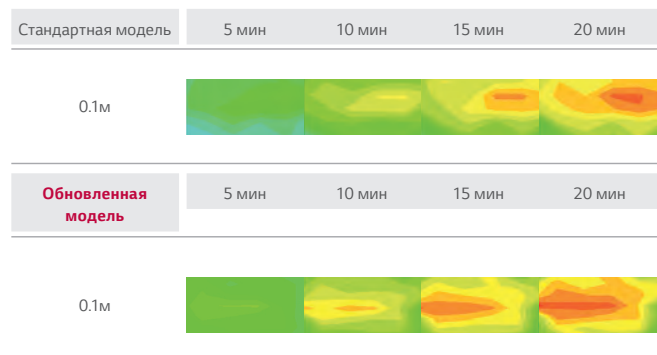 Стандартная модель 5 мин 10 мин 15 мин 20 мин
0.1м
Обновленная 5 мин 10 мин 15 мин 20 мин
модель
0.1м